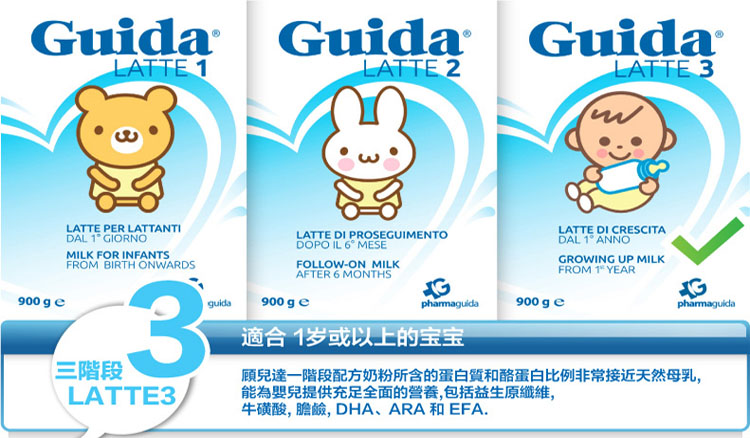 Guida®
LATTE 1
LATTE PER LATTANTI
DAL 1° GIORNO
MILK FOR INFANTS
FROM BIRTH ONWARDS
900 g e
guida
Guida®
LATTE 2
LATTE DI PROSEGUIMENTO
DOPO IL 6° MESE
FOLLOW-ON MILK
AFTER 6 MONTHS
900 g e
pharmaguida
Guida®
LATTE 3
LATTE DI CRESCITA
DAL 1° ANNO
GROWING UP MILK
FROM 1st YEAR
900 g e
pharmaguida
3
三階段
LATTE3
適合 1岁或以上的宝宝
顧兒達一階段配方奶粉所含的蛋白質和酪蛋白比例非常接近天然母乳,
能為嬰兒提供充足全面的營養,包括益生原纖維,
牛磺酸, 膽鹼, DHA、ARA 和 EFA.